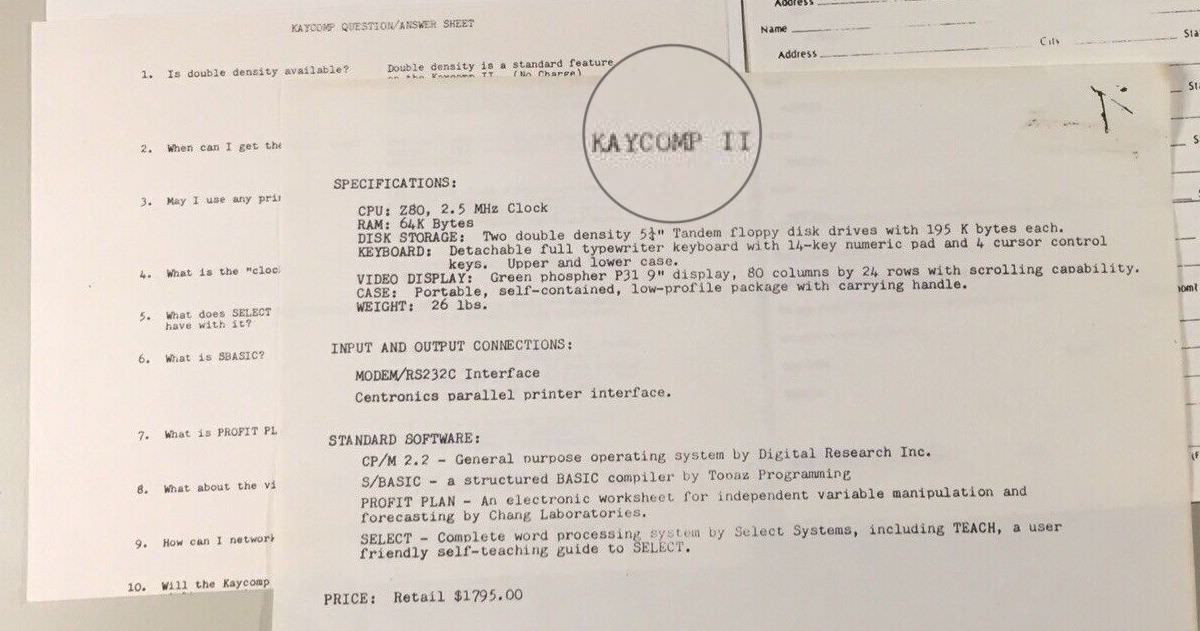 KAYCOMP QUESTION/ANSWER SHEET
1. Is double density available? Double density is a standard feature
on the Kaycomp II (No Charge)
2. When can I get the
3. May I use any prin
4. What is the "cloc
5. What does SELECT
have with it?
6. What is SBASIC?
7. What is PROFIT PL
8. What about the vi
9. How can I network
10. Will the Kaycomp
Address
Name
Address
City
Sta
KAYCOMP II
SPECIFICATIONS:
CPU: Z80, 2.5 MHz Clock
RAM: 64K Bytes
DISK STORAGE: Two double density 5¼" Tandem floppy disk drives with 195 K bytes each.
KEYBOARD: Detachable full typewriter keyboard with 14-key numeric pad and 4 cursor control
keys. Upper and lower case.
VIDEO DISPLAY: Green phospher P31 9" display, 80 columns by 24 rows with scrolling capability.
CASE: Portable, self-contained, low-profile package with carrying handle.
WEIGHT: 26 lbs.
INPUT AND OUTPUT CONNECTIONS:
MODEM/RS232C Interface
Centronics parallel printer interface.
STANDARD SOFTWARE:
CP/M 2.2 - General purpose operating system by Digital Research Inc.
S/BASIC - a structured BASIC compiler by Topaz Programming
PROFIT PLAN - An electronic worksheet for independent variable manipulation and
forecasting by Chang Laboratories.
SELECT - Complete word processing system by Select Systems, including TEACH, a user
friendly self-teaching guide to SELECT.
PRICE: Retail $1795.00